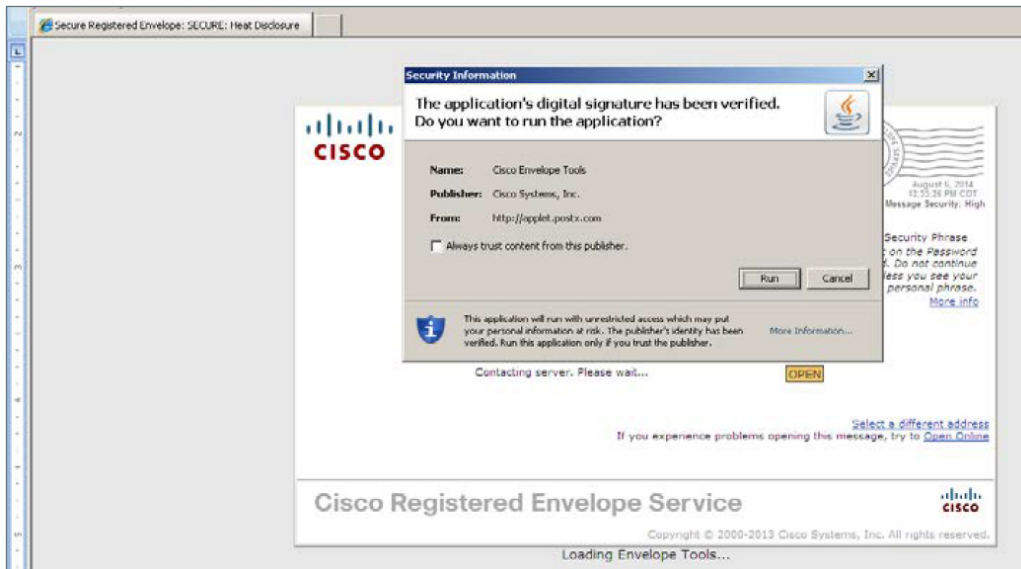 Secure Registered Envelope: SECURE: Heat Disclosure
L
Security Information
The application's digital signature has been verified.
Do you want to run the application?
CISCO
Name: Cisco Envelope Tools
Publisher: Cisco Systems, Inc.
From: http://applet.postx.com
Always trust content from this publisher.
Run Cancel
This application will run with unrestricted access which may put
your personal information at risk. The publisher's identity has been
verified. Run this application only if you trust the publisher.
More Information...
August 6, 2014
12:55:26 PM CDT
Message Security: High
Security Phrase
on the Password
Do not continue
less you see your
personal phrase.
More info
Contacting server. Please wait...
OPEN
Select a different address
If you experience problems opening this message, try to Open Online
Cisco Registered Envelope Service
CISCO
Copyright © 2000-2013 Cisco Systems, Inc. All rights reserved.
Loading Envelope Tools...